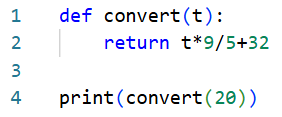 1 def convert(t):
2     return t*9/5+32
3
4 print(convert(20))